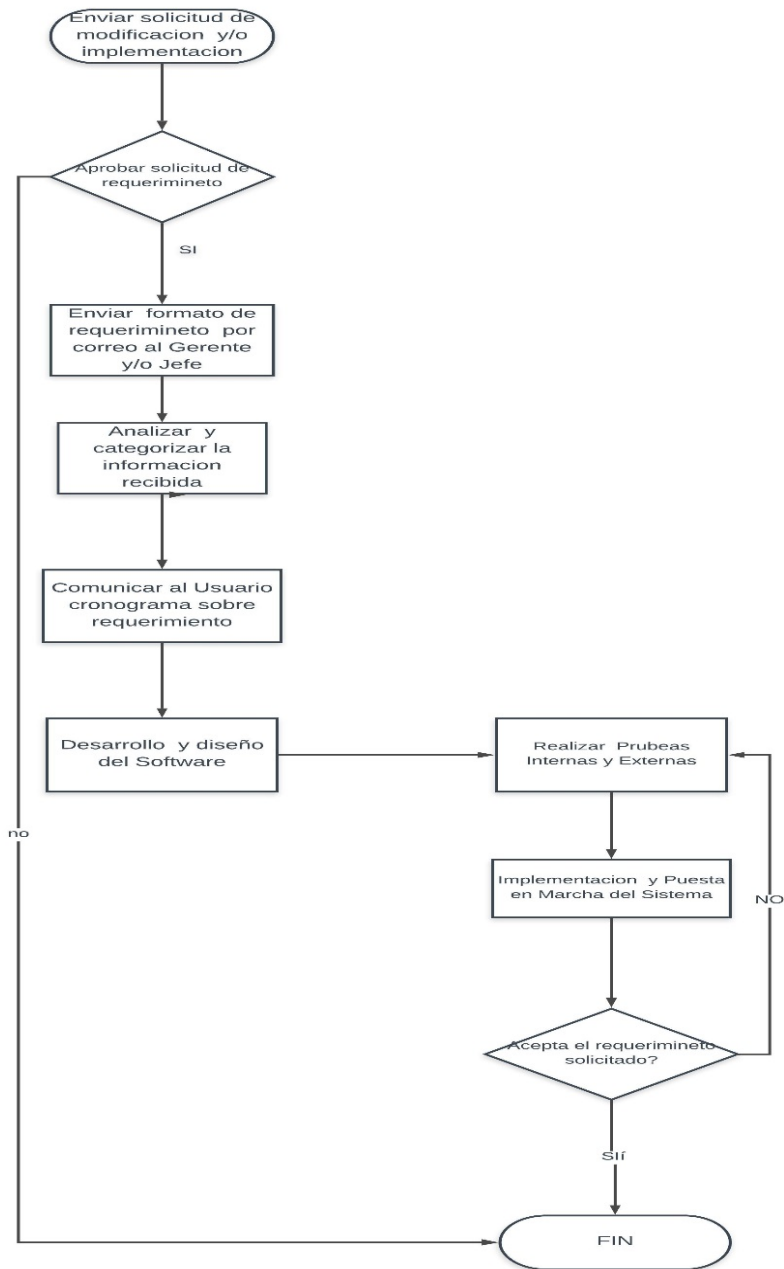 Enviar solicitud de
modificacion y/o
implementacion
Aprobar solicitud de
requerimineto
SI
Enviar formato de
requerimineto por
correo al Gerente
y/o Jefe
Analizar y
categorizar la
informacion
recibida
Comunicar al Usuario
cronograma sobre
requerimiento
Desarrollo y diseño
del Software
Realizar Prubeas
Internas y Externas
no
Implementacion y Puesta
en Marcha del Sistema
NO
Acepta el requerimineto
solicitado?
SIí
FIN